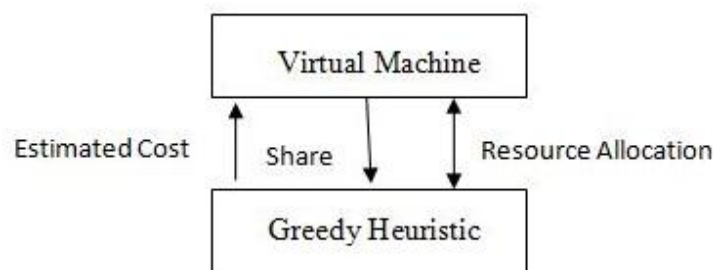 Virtual Machine
Estimated Cost
Share
Resource Allocation
Greedy Heuristic